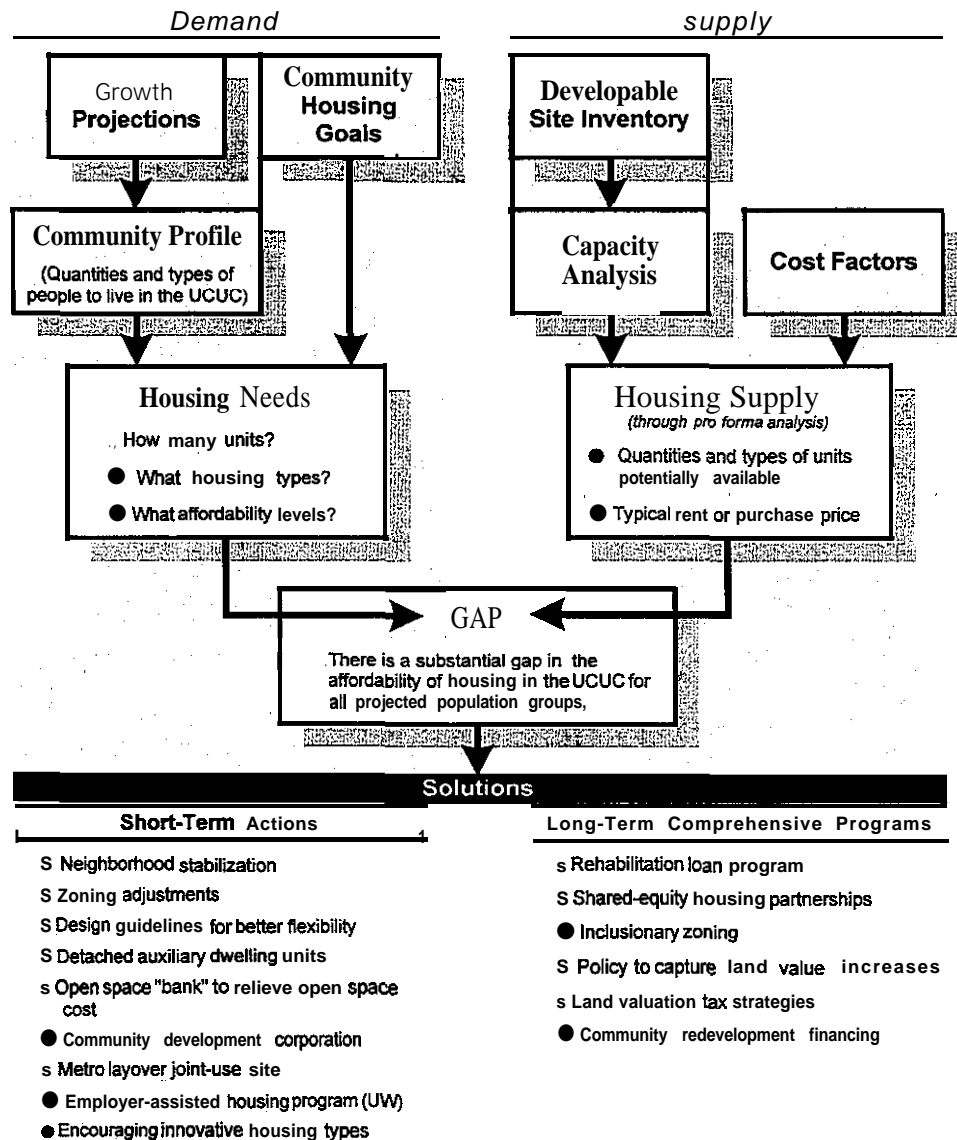 Demand
supply
Growth
Projections
Community
Housing
Goals
Developable
Site Inventory
Community Profile
(Quantities and types of
people to live in the UCUC)
Capacity
Analysis
Cost Factors
Housing Needs
How many units?
● What housing types?
● What affordability levels?
Housing Supply
(through pro forma analysis)
● Quantities and types of units
potentially available
● Typical rent or purchase price
GAP
There is a substantial gap in the
affordability of housing in the UCUC for
all projected population groups,
Solutions
Short-Term Actions
S Neighborhood stabilization
S Zoning adjustments
S Design guidelines for better flexibility
S Detached auxiliary dwelling units
s Open space "bank" to relieve open space
cost
● Community development corporation
s Metro layover joint-use site
● Employer-assisted housing program (UW)
● Encouraging innovative housing types
Long-Term Comprehensive Programs
s Rehabilitation loan program
S Shared-equity housing partnerships
● Inclusionary zoning
S Policy to capture land value increases
s Land valuation tax strategies
● Community redevelopment financing